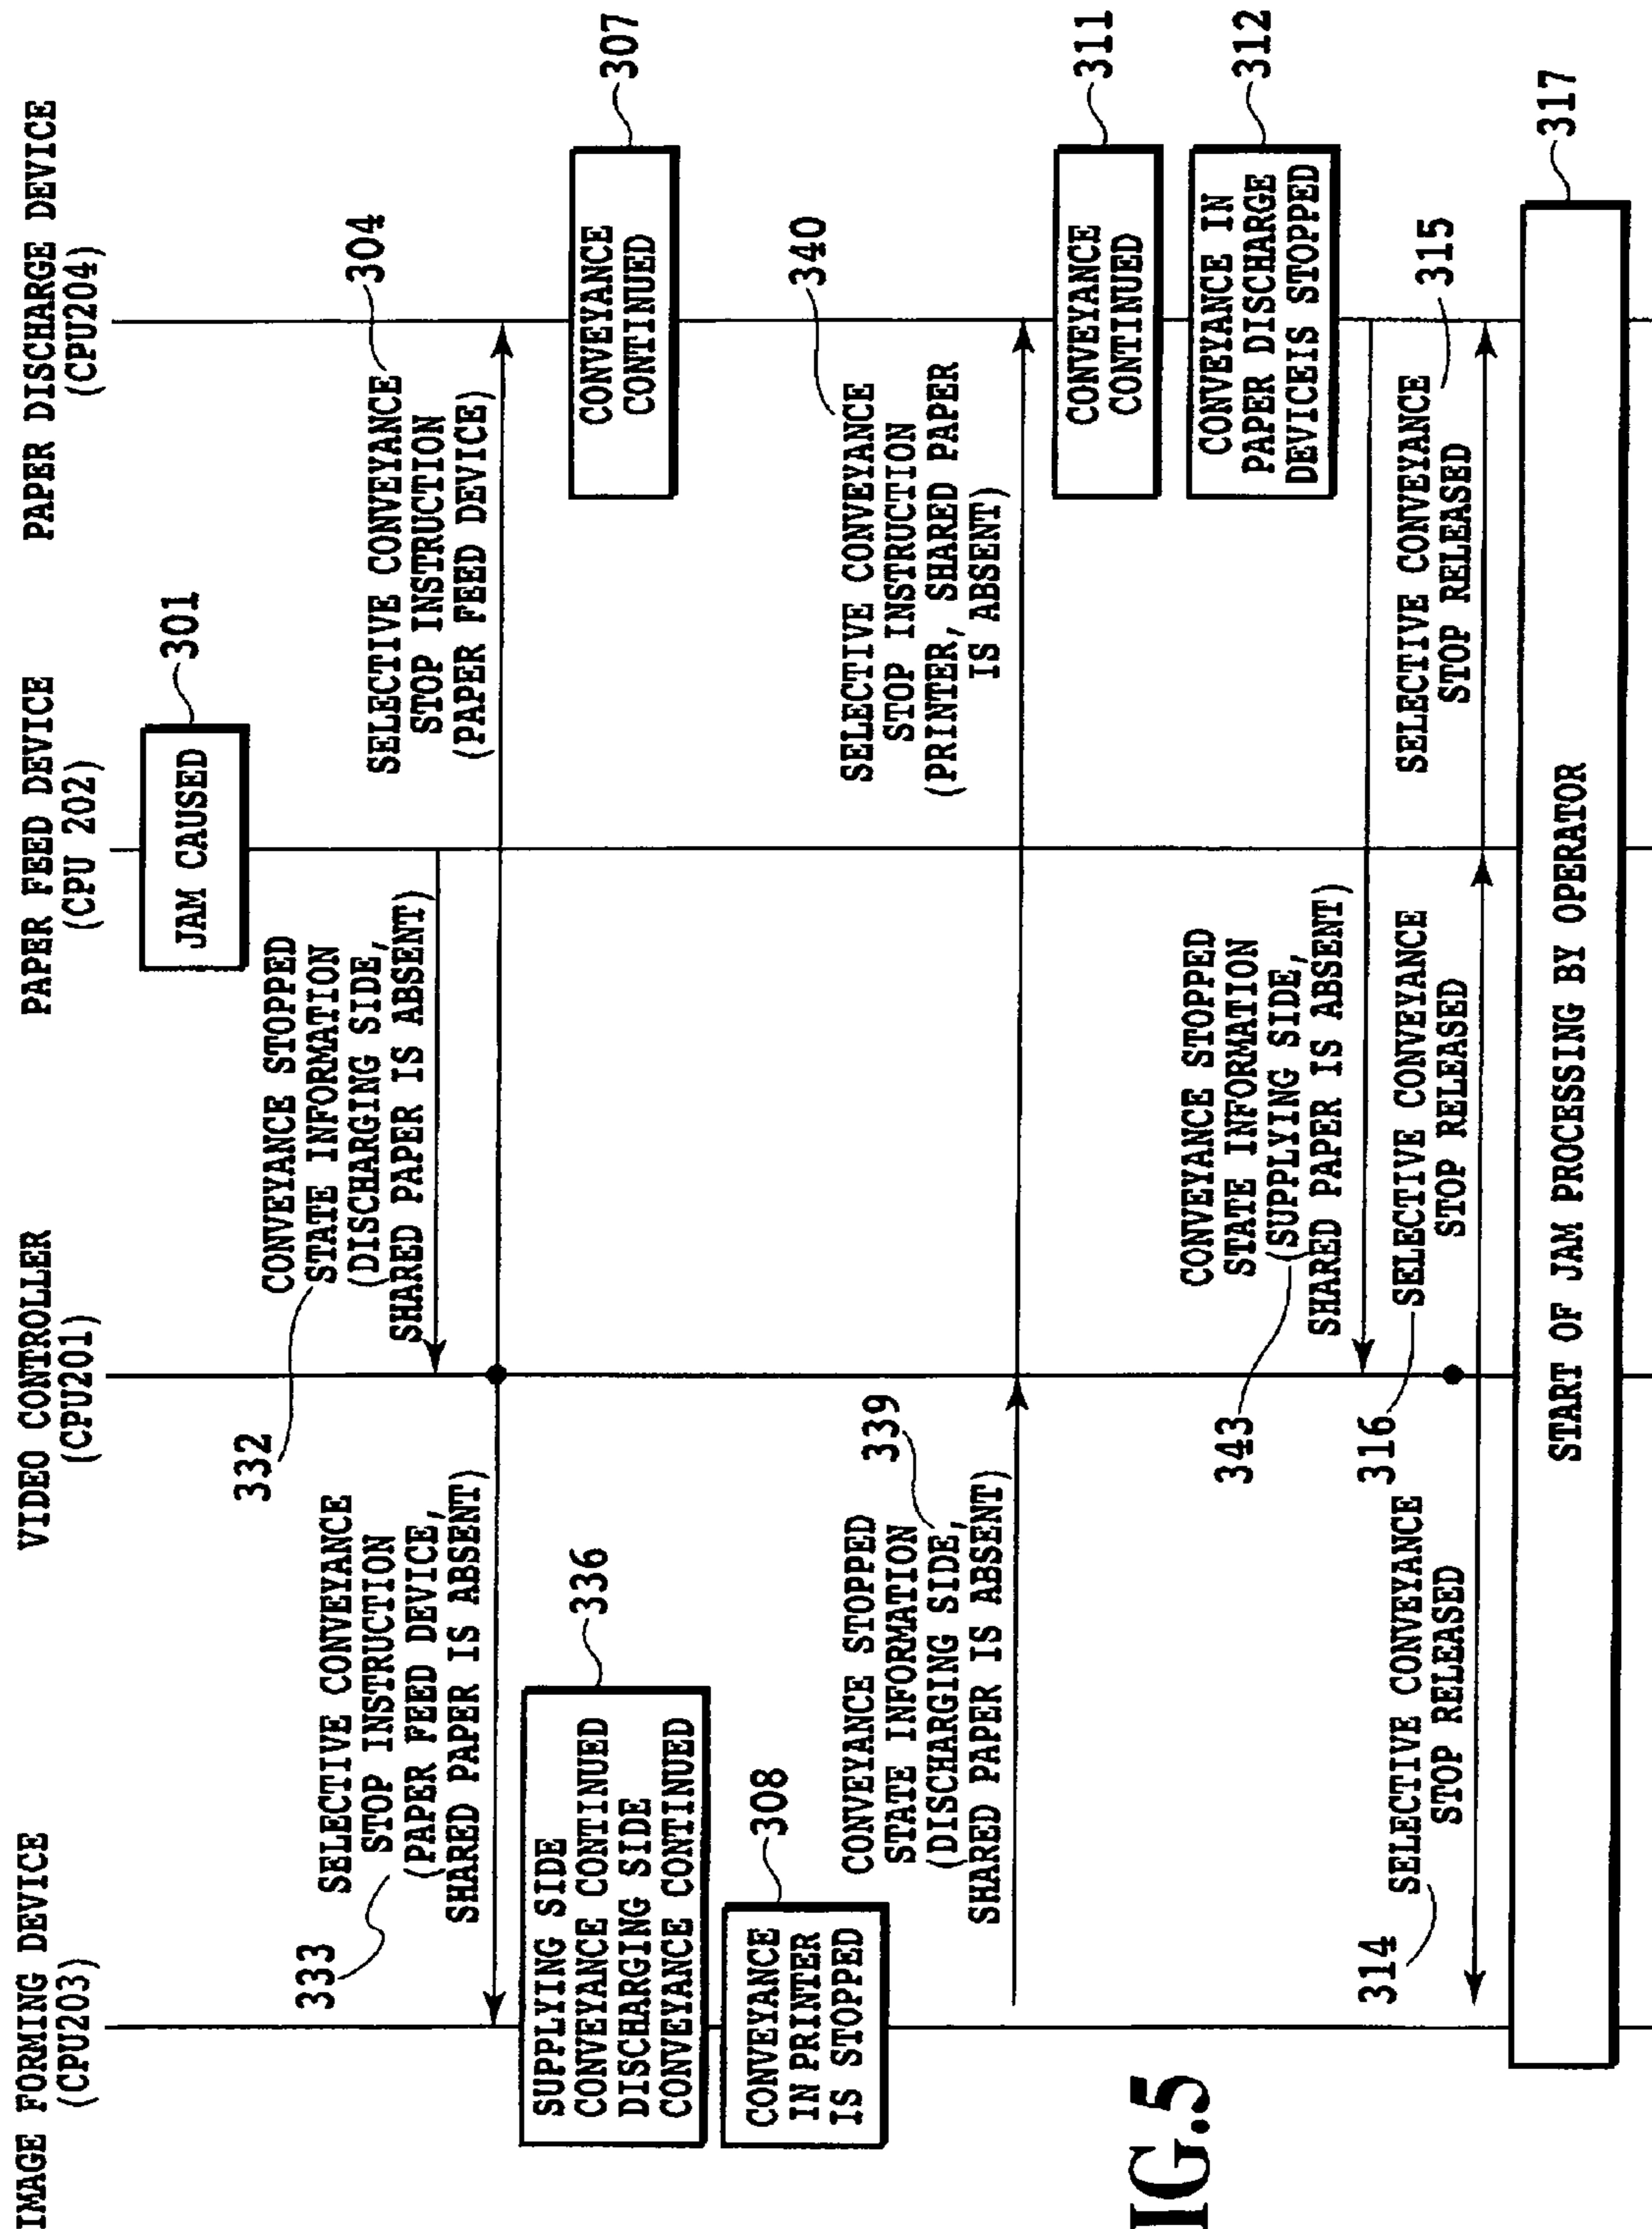 IMAGE FORMING DEVICE
(CPU203)
VIDEO CONTROLLER
(CPU201)
PAPER FEED DEVICE
(CPU 202)
PAPER DISCHARGE DEVICE
(CPU204)
JAM CAUSED
301
332
CONVEYANCE STOPPED
STATE INFORMATION
(DISCHARGING SIDE,
SHARED PAPER IS ABSENT)
333
SELECTIVE CONVEYANCE
STOP INSTRUCTION
(PAPER FEED DEVICE,
SHARED PAPER IS ABSENT)
304
SELECTIVE CONVEYANCE
STOP INSTRUCTION
(PAPER FEED DEVICE)
SUPPLYING SIDE
CONVEYANCE CONTINUED
DISCHARGING SIDE
CONVEYANCE CONTINUED
336
CONVEYANCE
CONTINUED
307
CONVEYANCE
IN PRINTER
IS STOPPED
308
339
CONVEYANCE STOPPED
STATE INFORMATION
(DISCHARGING SIDE,
SHARED PAPER IS ABSENT)
340
SELECTIVE CONVEYANCE
STOP INSTRUCTION
(PRINTER, SHARED PAPER
IS ABSENT)
CONVEYANCE
CONTINUED
311
CONVEYANCE IN
PAPER DISCHARGE
DEVICEIS STOPPED
312
343
CONVEYANCE STOPPED
STATE INFORMATION
(SUPPLYING SIDE,
SHARED PAPER IS ABSENT)
314
SELECTIVE CONVEYANCE
STOP RELEASED
316
SELECTIVE CONVEYANCE
STOP RELEASED
315
SELECTIVE CONVEYANCE
STOP RELEASED
START OF JAM PROCESSING BY OPERATOR
317
IG.5